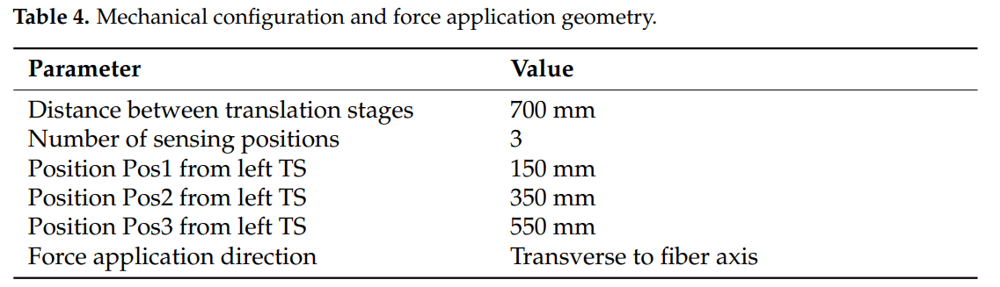 Table 4. Mechanical configuration and force application geometry.
Parameter Value
Distance between translation stages 700 mm
Number of sensing positions 3
Position Pos1 from left TS 150 mm
Position Pos2 from left TS 350 mm
Position Pos3 from left TS 550 mm
Force application direction Transverse to fiber axis